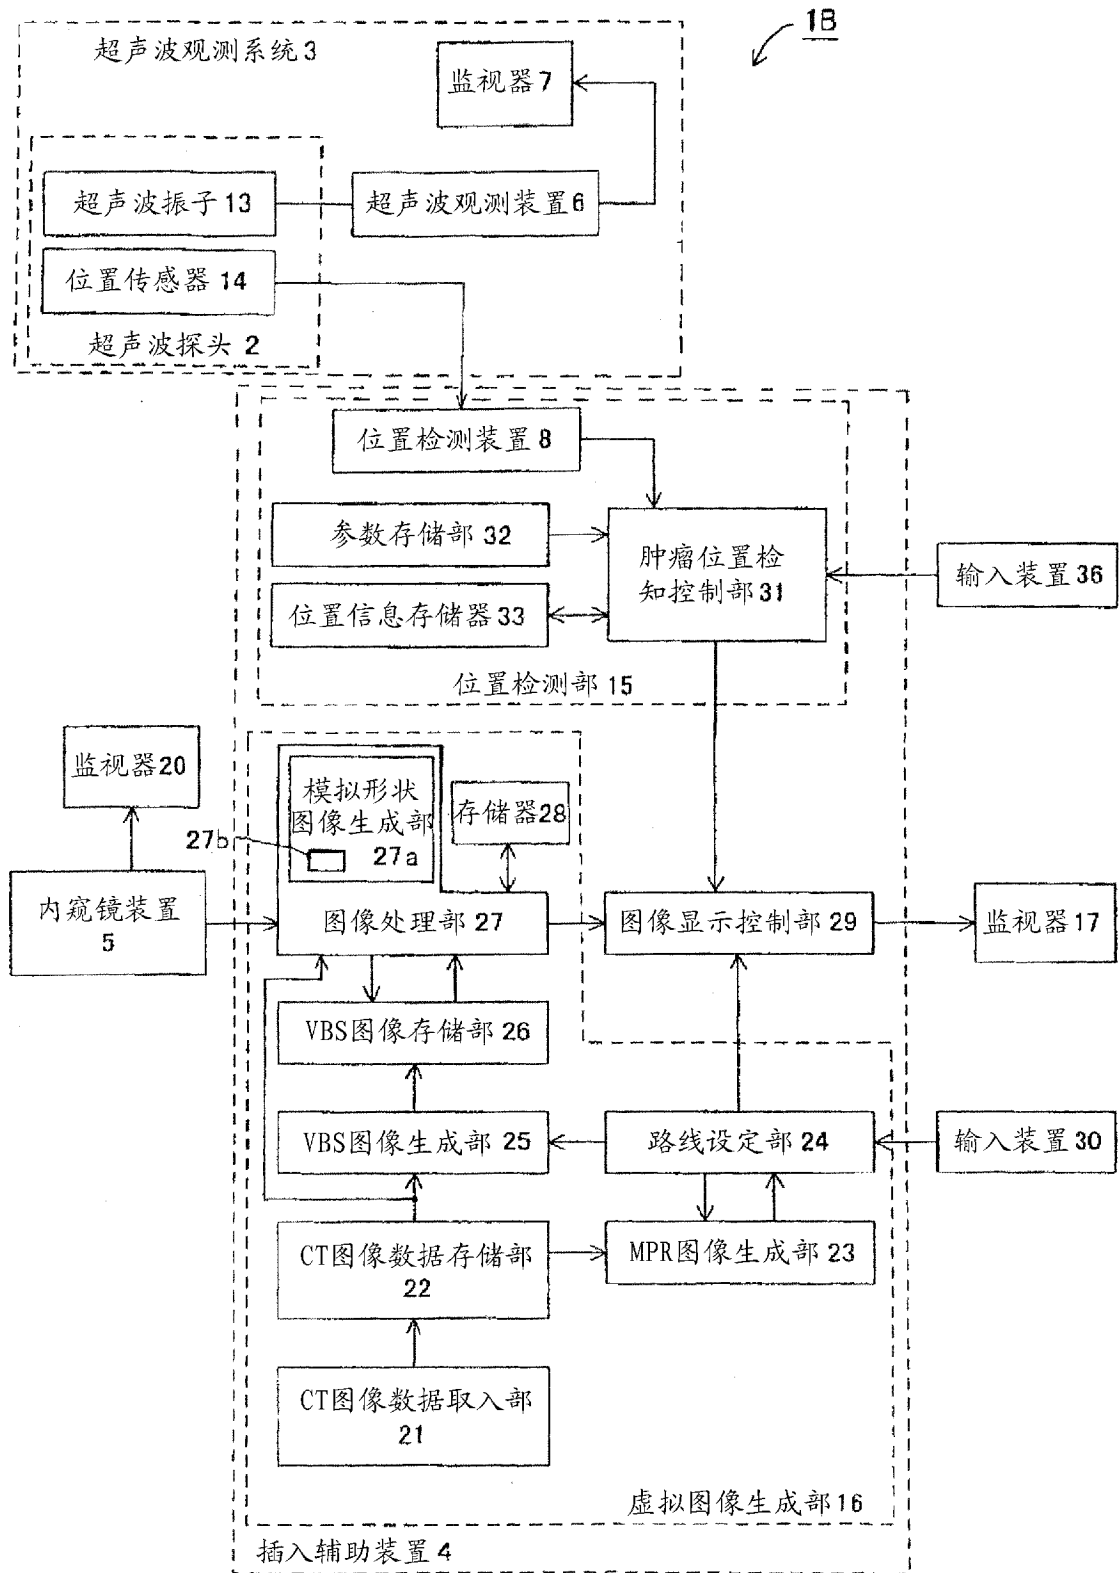 1B
超声波观测系统3
监视器7
超声波振子13
超声波观测装置6
位置传感器14
超声波探头2
位置检测装置8
参数存储部32
肿瘤位置检
知控制部31
输入装置36
位置信息存储器33
位置检测部15
监视器20
模拟形状
图像生成部
27a
27b
存储器28
内窥镜装置
5
图像处理部27
图像显示控制部29
监视器17
VBS图像存储部26
VBS图像生成部25
路线设定部24
输入装置30
CT图像数据存储部
22
MPR图像生成部23
CT图像数据取入部
21
虚拟图像生成部16
插入辅助装置4